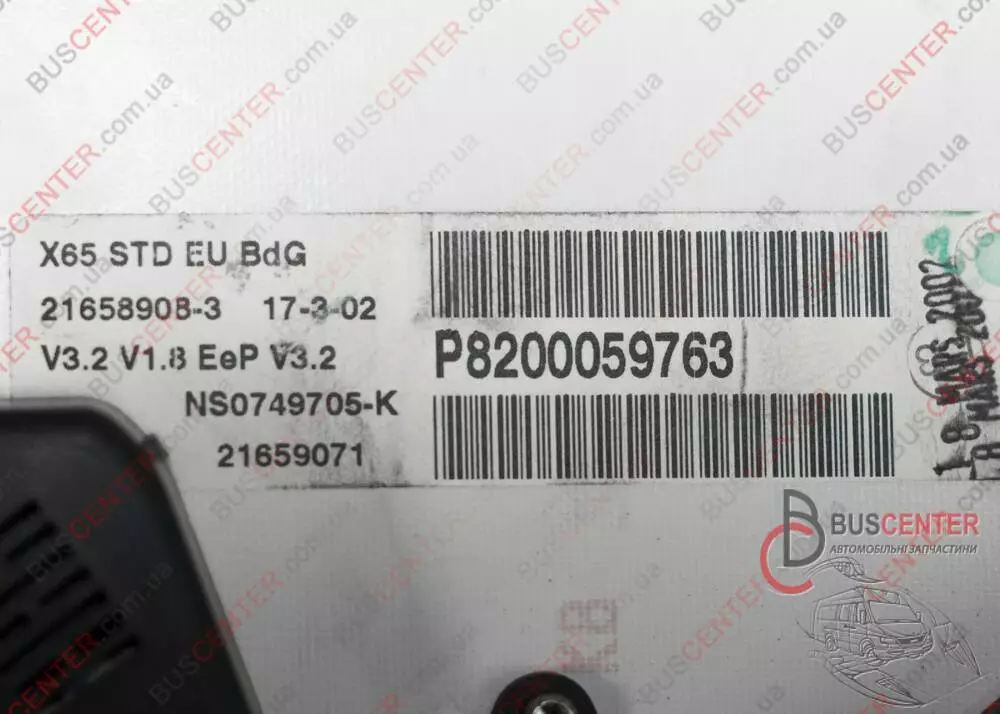 X65 STD EU BdG
21658908-3 17-3-02
V3.2 V1.8 EeP V3.2
NS0749705-K
21659071
P8200059763
18 MARS 2002
BUSCENTER
АВТОМОБІЛЬНІ ЗАПЧАСТИНИ
BUSCENTER.com.ua